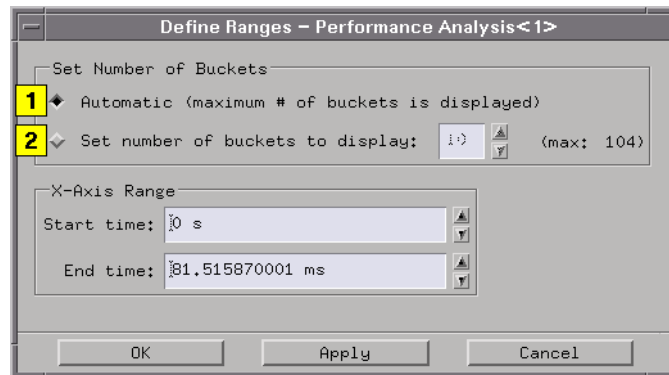 Define Ranges – Performance Analysis<1>
Set Number of Buckets
1 Automatic (maximum # of buckets is displayed)
2 Set number of buckets to display: 10 (max: 104)
X-Axis Range
Start time: 0 s
End time: 81.515870001 ms
OK Apply Cancel